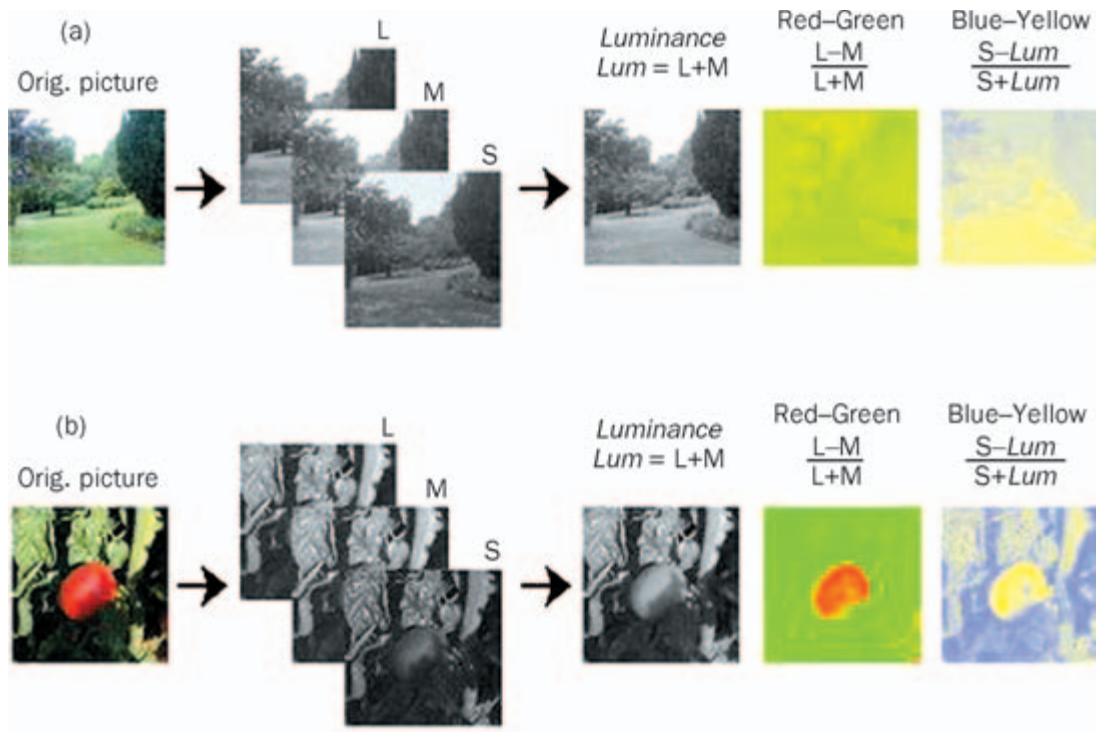 (a)
Orig. picture
L
M
S
Luminance
Lum = L+M
Red–Green
L–M
L+M
Blue–Yellow
S–Lum
S+Lum
(b)
Orig. picture
L
M
S
Luminance
Lum = L+M
Red–Green
L–M
L+M
Blue–Yellow
S–Lum
S+Lum